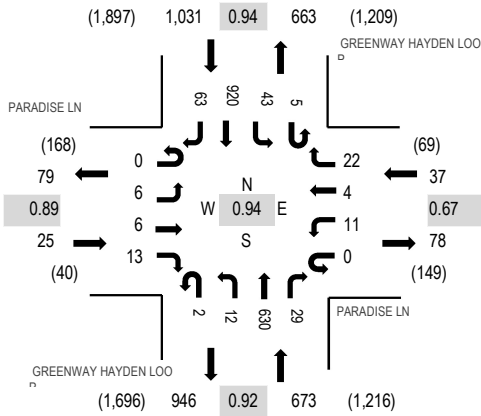 (1,897) 1,031 0.94 663 (1,209)
GREENWAY HAYDEN LOO
P
63 920 43 5
PARADISE LN
(168)
79
0.89
25
(40)
0
6
6
13
N
W 0.94 E
S
22
4
11
0
(69)
37
0.67
78
(149)
2 12 630 29
PARADISE LN
GREENWAY HAYDEN LOO
P
(1,696) 946 0.92 673 (1,216)